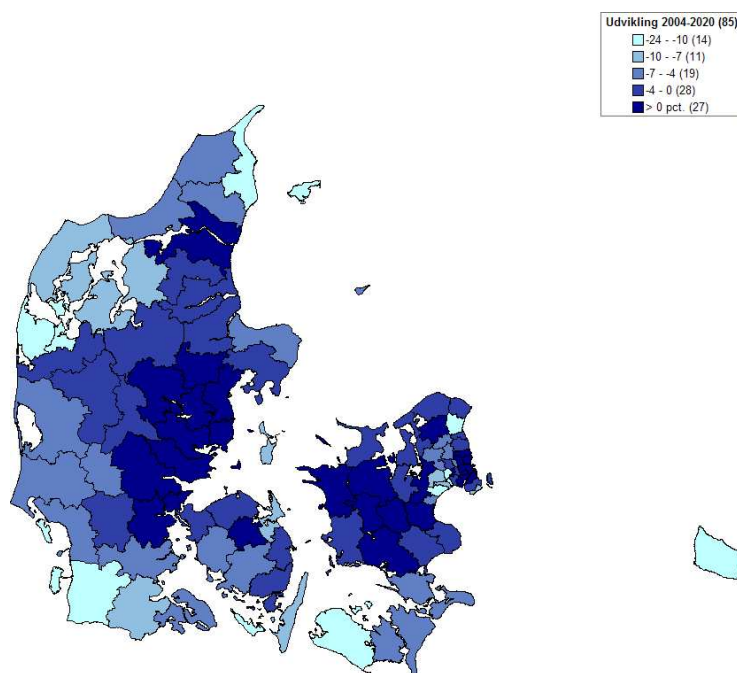 Udvikling 2004-2020 (85)
-24 - -10 (14)
-10 - -7 (11)
-7 - -4 (19)
-4 - 0 (28)
> 0 pct. (27)